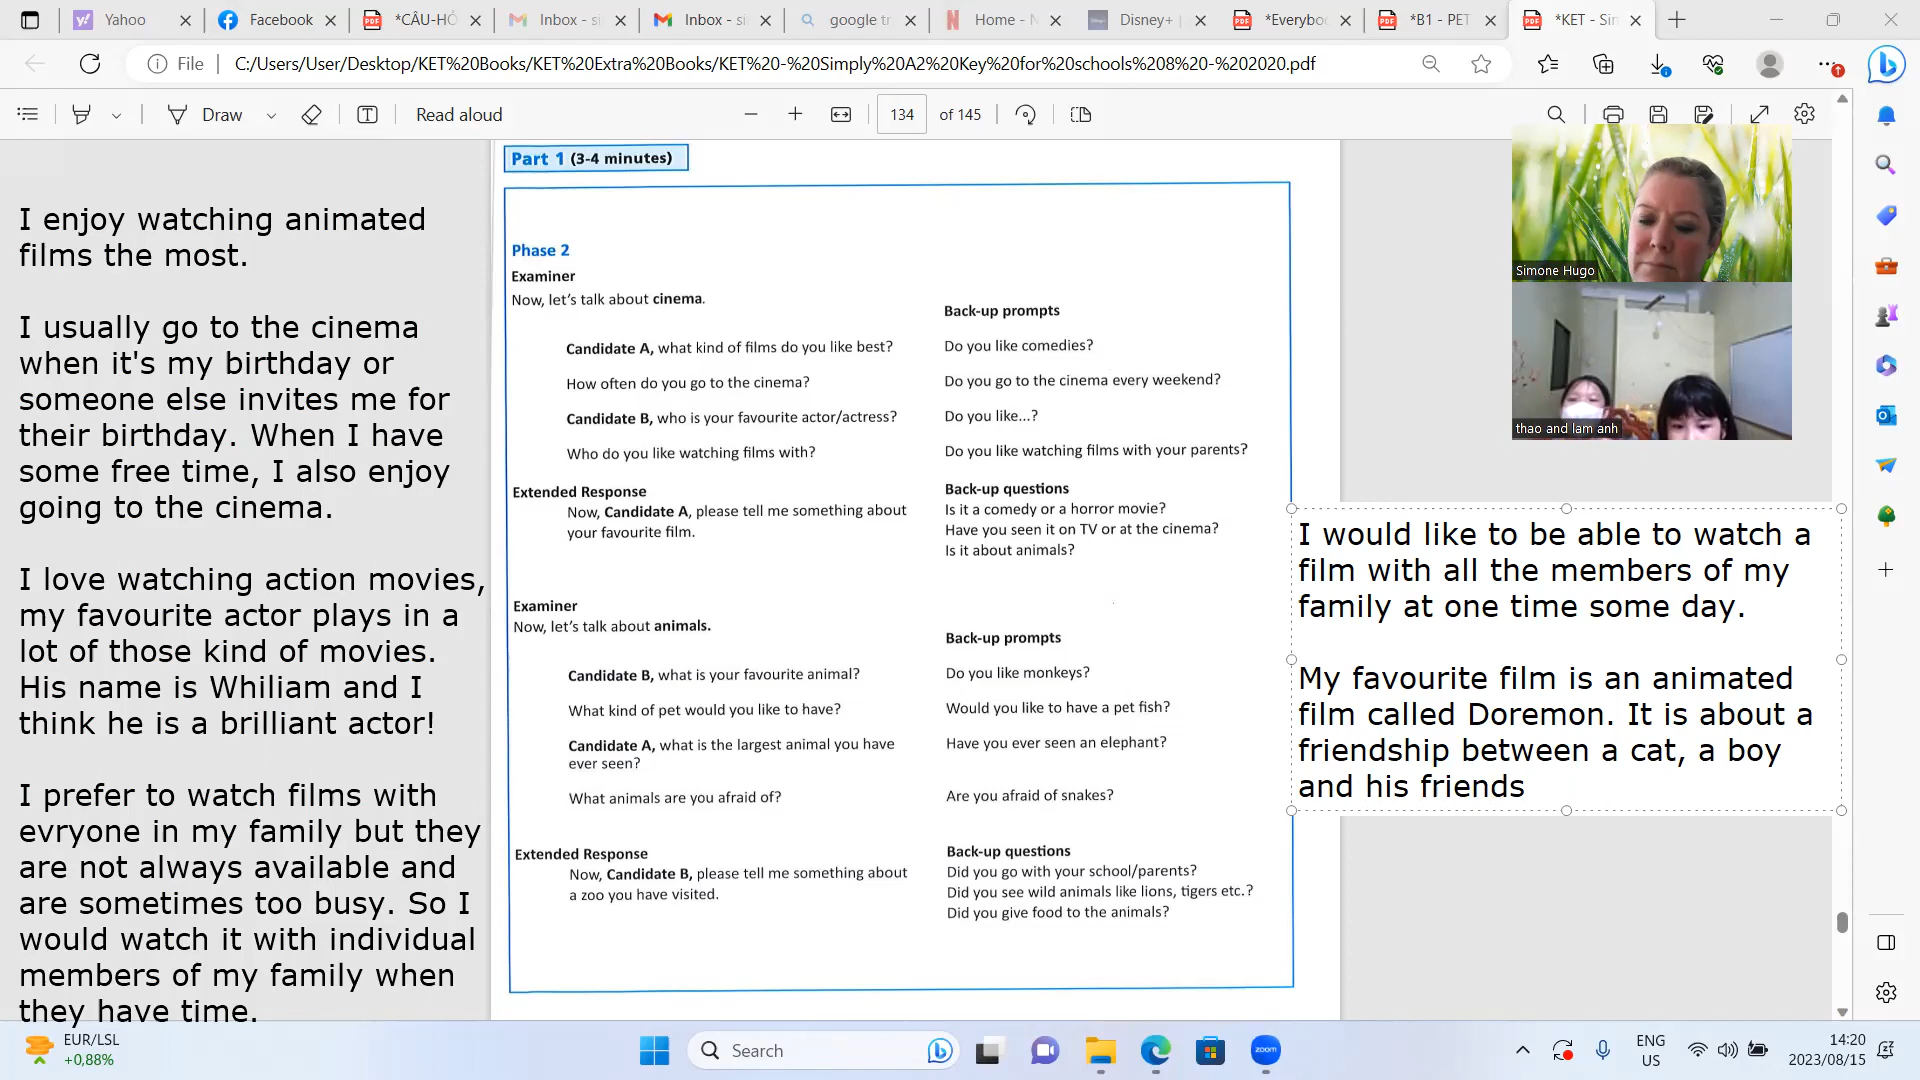 Yahoo
Facebook
*CÂU-HỎ
Inbox - si
Inbox - si
google tr
Home - N
Disney+ |
*Everybo
*B1 - PET
*KET - Sim
File
C:/Users/User/Desktop/KET%20Books/KET%20Extra%20Books/KET%20-%20Simply%20A2%20Key%20for%20schools%208%20-%202020.pdf
Draw
Read aloud
134 of 145
I enjoy watching animated
films the most.
I usually go to the cinema
when it's my birthday or
someone else invites me for
their birthday. When I have
some free time, I also enjoy
going to the cinema.
I love watching action movies,
my favourite actor plays in a
lot of those kind of movies.
His name is Whiliam and I
think he is a brilliant actor!
I prefer to watch films with
evryone in my family but they
are not always available and
are sometimes too busy. So I
would watch it with individual
members of my family when
they have time.
Part 1 (3-4 minutes)
Phase 2
Examiner
Now, let's talk about cinema.
Back-up prompts
Candidate A, what kind of films do you like best?
Do you like comedies?
How often do you go to the cinema?
Do you go to the cinema every weekend?
Candidate B, who is your favourite actor/actress?
Do you like...?
Who do you like watching films with?
Do you like watching films with your parents?
Extended Response
Now, Candidate A, please tell me something about
your favourite film.
Back-up questions
Is it a comedy or a horror movie?
Have you seen it on TV or at the cinema?
Is it about animals?
Examiner
Now, let's talk about animals.
Back-up prompts
Candidate B, what is your favourite animal?
Do you like monkeys?
What kind of pet would you like to have?
Would you like to have a pet fish?
Candidate A, what is the largest animal you have
ever seen?
Have you ever seen an elephant?
What animals are you afraid of?
Are you afraid of snakes?
Extended Response
Now, Candidate B, please tell me something about
a zoo you have visited.
Back-up questions
Did you go with your school/parents?
Did you see wild animals like lions, tigers etc.?
Did you give food to the animals?
Simone Hugo
thao and lam anh
I would like to be able to watch a
film with all the members of my
family at one time some day.
My favourite film is an animated
film called Doremon. It is about a
friendship between a cat, a boy
and his friends
EUR/LSL
+0,88%
Search
zoom
ENG
US
14:20
2023/08/15